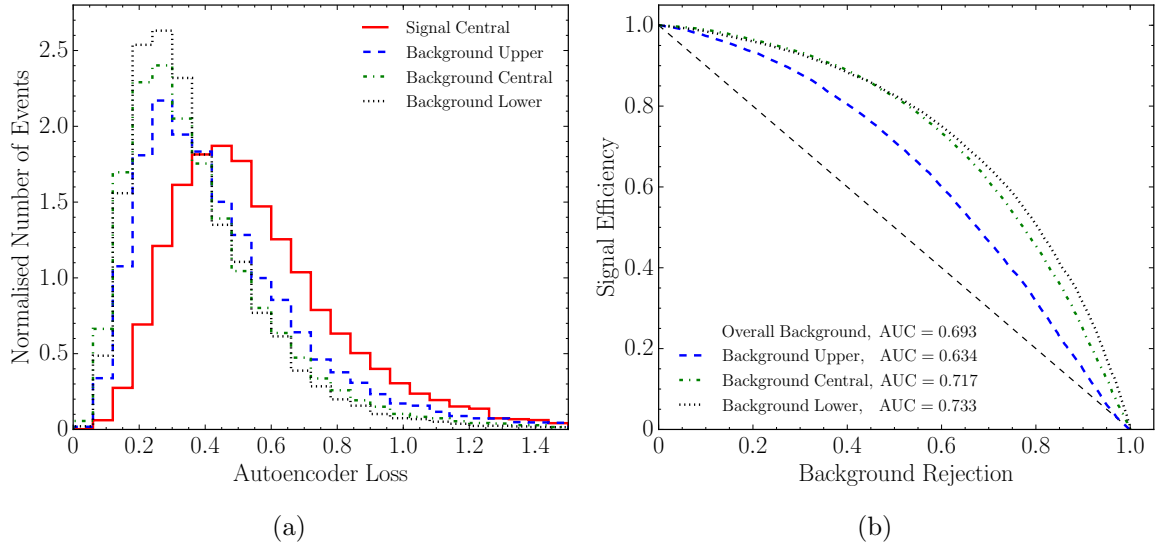 Normalised Number of Events
2.5
2.0
1.5
1.0
0.5
0
0
0.2
0.4
0.6
0.8
1.0
1.2
1.4
Autoencoder Loss
Signal Central
Background Upper
Background Central
Background Lower
(a)
Signal Efficiency
1.0
0.8
0.6
0.4
0.2
0
0
0.2
0.4
0.6
0.8
1.0
Background Rejection
Overall Background, AUC = 0.693
Background Upper, AUC = 0.634
Background Central, AUC = 0.717
Background Lower, AUC = 0.733
(b)